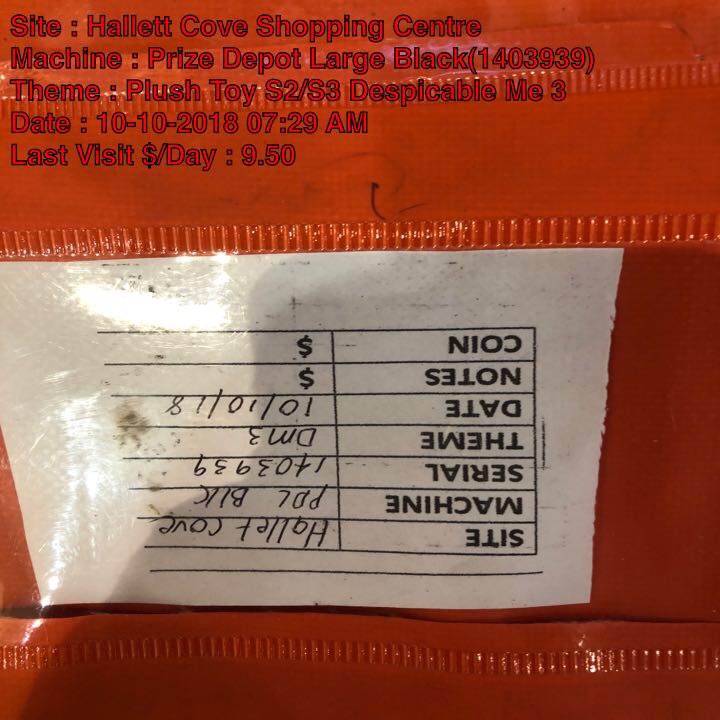 Site : Hallett Cove Shopping Centre
Machine : Prize Depot Large Black(1403939)
Theme : Plush Toy S2/S3 Despicable Me 3
Date : 10-10-2018 07:29 AM
Last Visit $/Day : 9.50
SITE Hallet cove
MACHINE PDL BLK
SERIAL 1403939
THEME DM3
DATE 10/10/18
NOTES $
COIN $